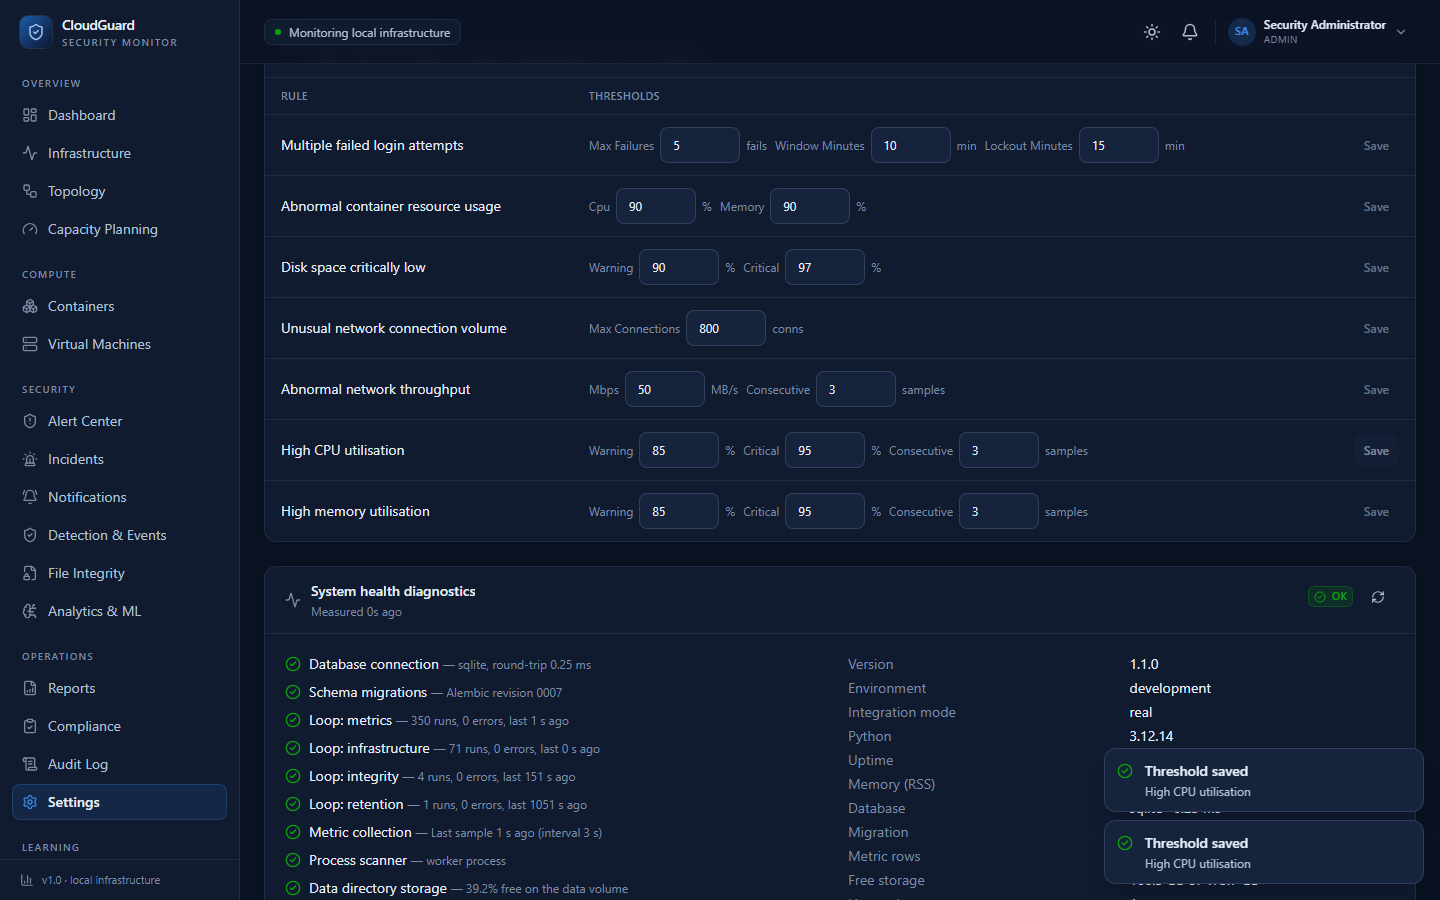 CloudGuard
SECURITY MONITOR
OVERVIEW
Dashboard
Infrastructure
Topology
Capacity Planning
COMPUTE
Containers
Virtual Machines
SECURITY
Alert Center
Incidents
Notifications
Detection & Events
File Integrity
Analytics & ML
OPERATIONS
Reports
Compliance
Audit Log
Settings
LEARNING
v1.0 · local infrastructure
Monitoring local infrastructure
SA
Security Administrator
ADMIN
RULE THRESHOLDS
Multiple failed login attempts Max Failures 5 fails Window Minutes 10 min Lockout Minutes 15 min Save
Abnormal container resource usage Cpu 90 % Memory 90 % Save
Disk space critically low Warning 90 % Critical 97 % Save
Unusual network connection volume Max Connections 800 conns Save
Abnormal network throughput Mbps 50 MB/s Consecutive 3 samples Save
High CPU utilisation Warning 85 % Critical 95 % Consecutive 3 samples Save
High memory utilisation Warning 85 % Critical 95 % Consecutive 3 samples Save
System health diagnostics
Measured 0s ago
OK
Database connection — sqlite, round-trip 0.25 ms
Schema migrations — Alembic revision 0007
Loop: metrics — 350 runs, 0 errors, last 1 s ago
Loop: infrastructure — 71 runs, 0 errors, last 0 s ago
Loop: integrity — 4 runs, 0 errors, last 151 s ago
Loop: retention — 1 runs, 0 errors, last 1051 s ago
Metric collection — Last sample 1 s ago (interval 3 s)
Process scanner — worker process
Data directory storage — 39.2% free on the data volume
Version 1.1.0
Environment development
Integration mode real
Python 3.12.14
Uptime
Memory (RSS)
Database
Migration
Metric rows
Free storage
Threshold saved
High CPU utilisation
Threshold saved
High CPU utilisation